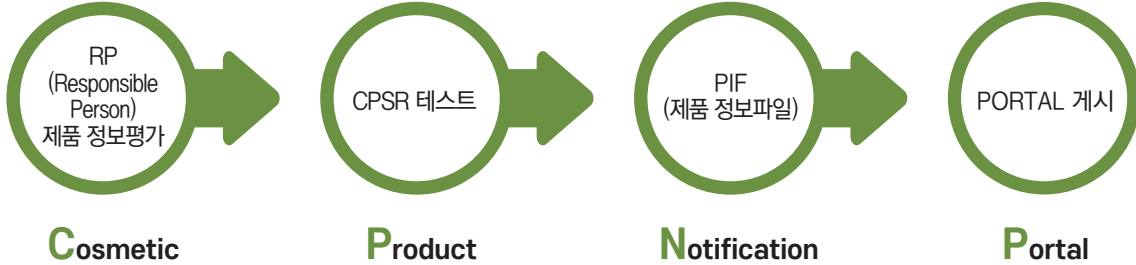 RP
(Responsible
Person)
제품 정보평가
CPSR 테스트
PIF
(제품 정보파일)
PORTAL 게시
Cosmetic
Product
Notification
Portal